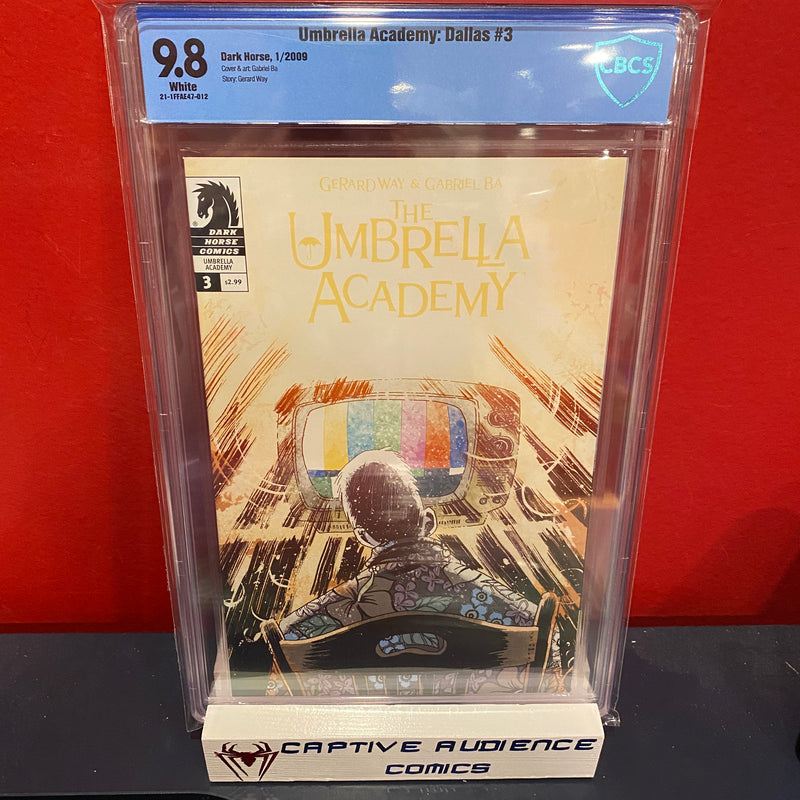 Umbrella Academy: Dallas #3
9.8
White
21-1FFAE47-012
Dark Horse, 1/2009
Cover & art: Gabriel Ba
Story: Gerard Way
CBCS
GERARD WAY & GABRIEL BA
THE
UMBRELLA
ACADEMY
DARK
HORSE
COMICS
UMBRELLA
ACADEMY
3 $2.99
CAPTIVE AUDIENCE
COMICS